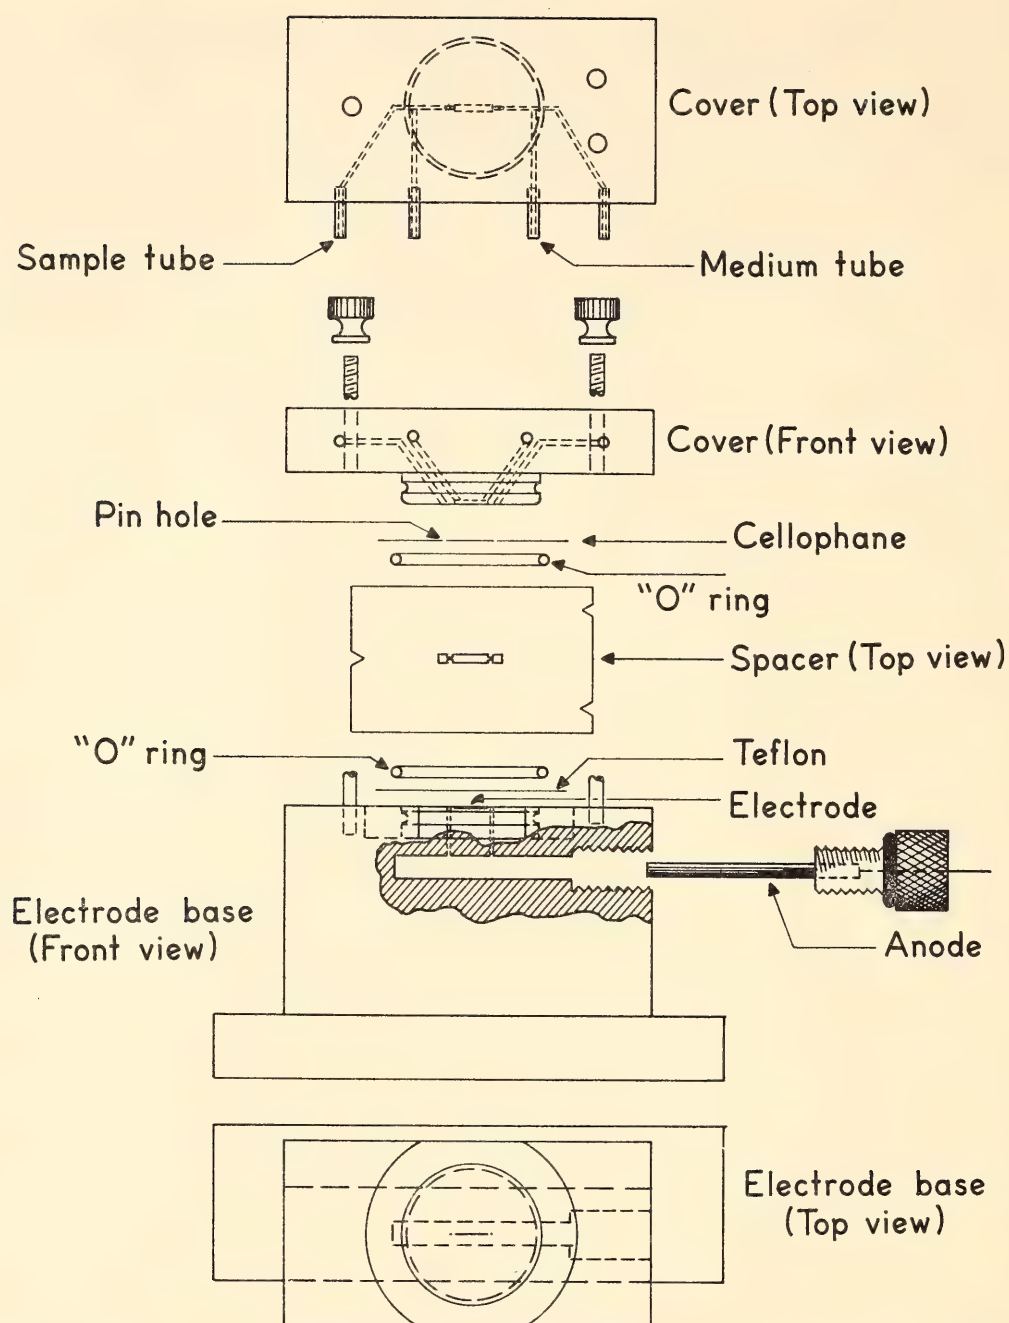 Cover (Top view)
Sample tube
Medium tube
Cover (Front view)
Pin hole
Cellophane
"O" ring
Spacer (Top view)
"O" ring
Teflon
Electrode
Electrode base
(Front view)
Anode
Electrode base
(Top view)